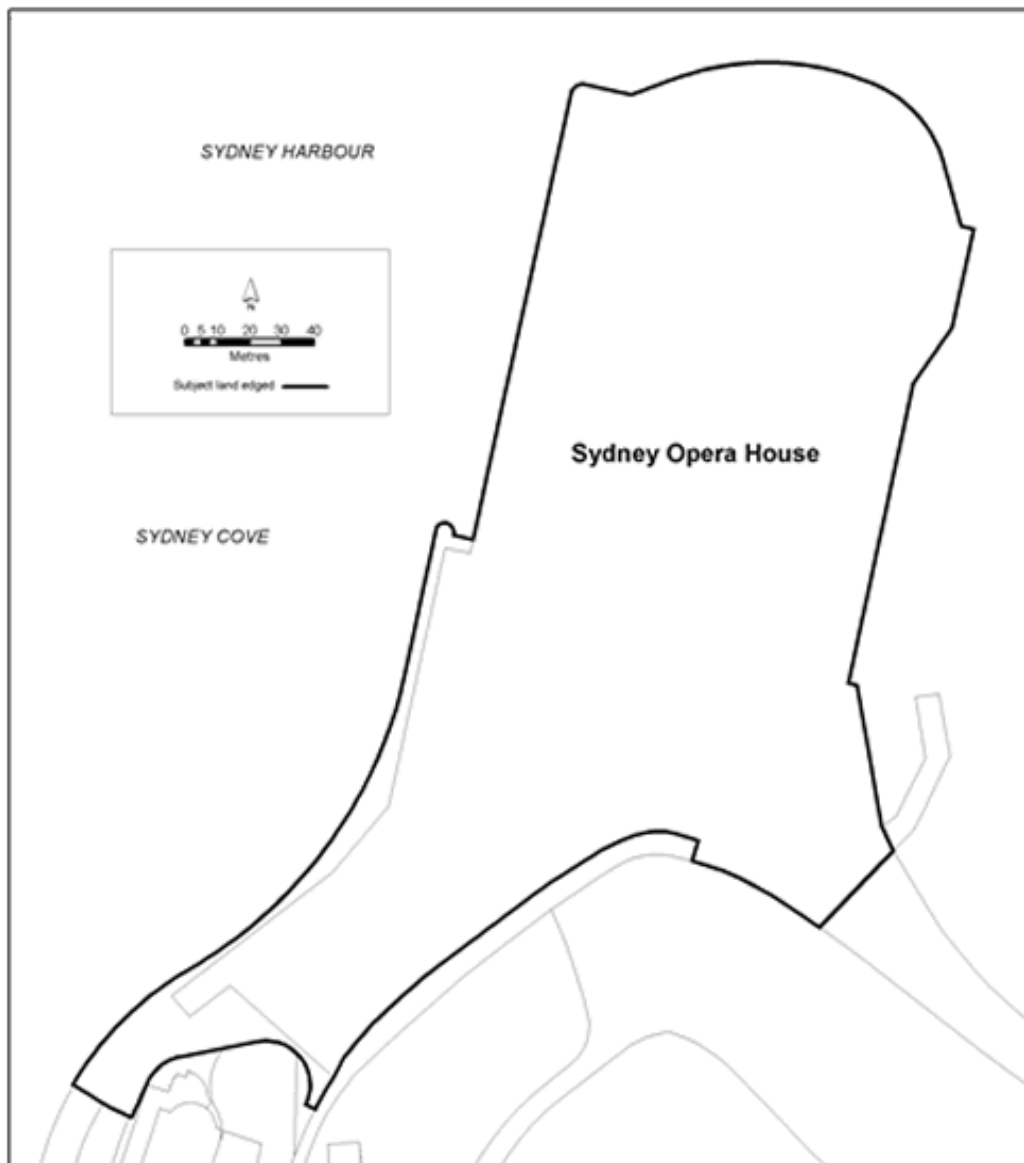 SYDNEY HARBOUR
N
0 5 10 20 30 40
Metres
Subject land edged
Sydney Opera House
SYDNEY COVE